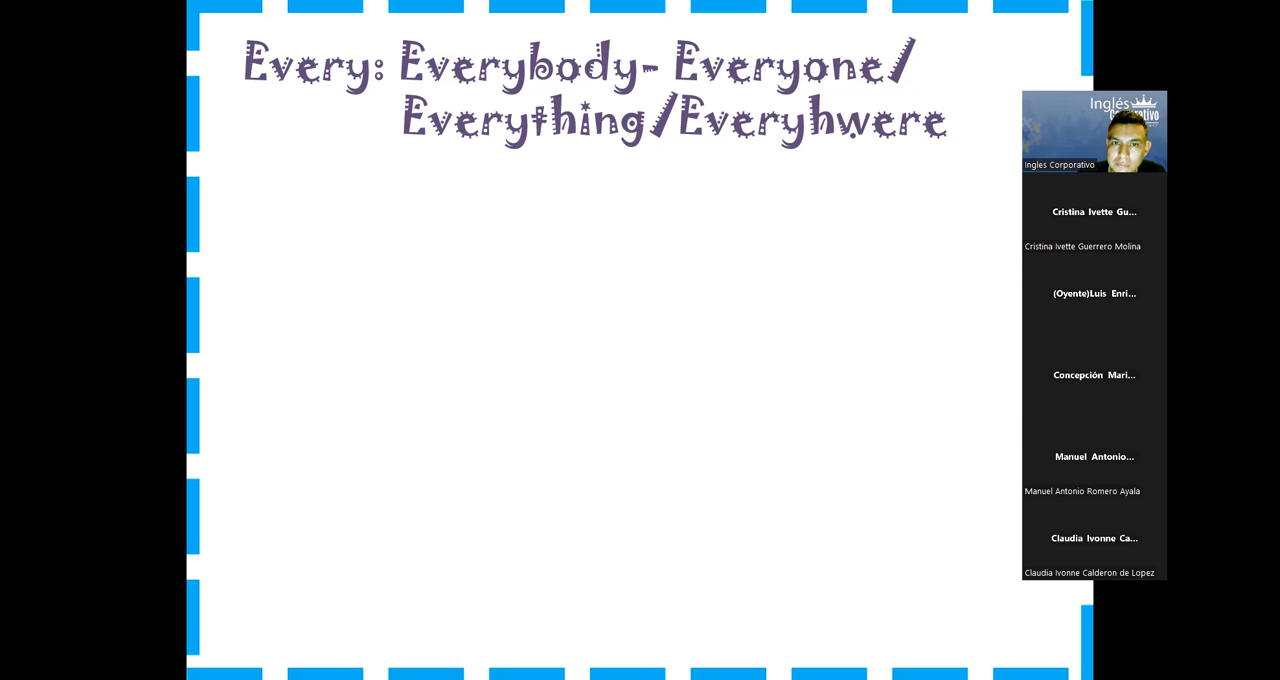 Every: Everybody- Everyone/
Everything/Everyhwere
Inglés
Corporativo
Ingles Corporativo
Cristina Ivette Gu...
Cristina Ivette Guerrero Molina
(Oyente)Luis Enri...
Concepción Mari...
Manuel Antonio...
Manuel Antonio Romero Ayala
Claudia Ivonne Ca...
Claudia Ivonne Calderon de Lopez